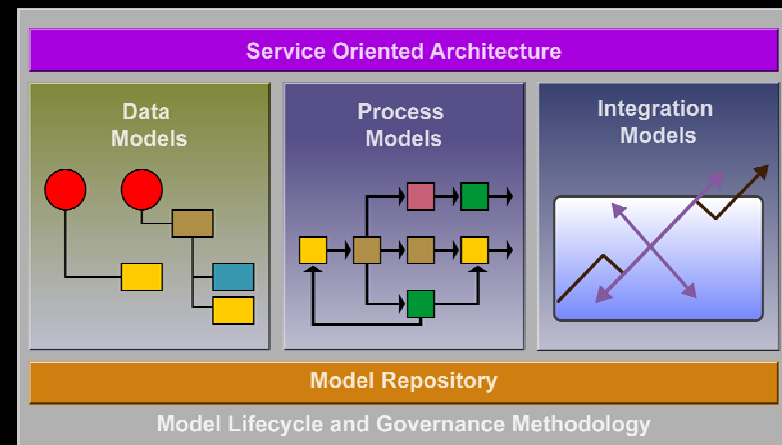 Service Oriented Architecture
Data
Models
Process
Models
Integration
Models
Model Repository
Model Lifecycle and Governance Methodology